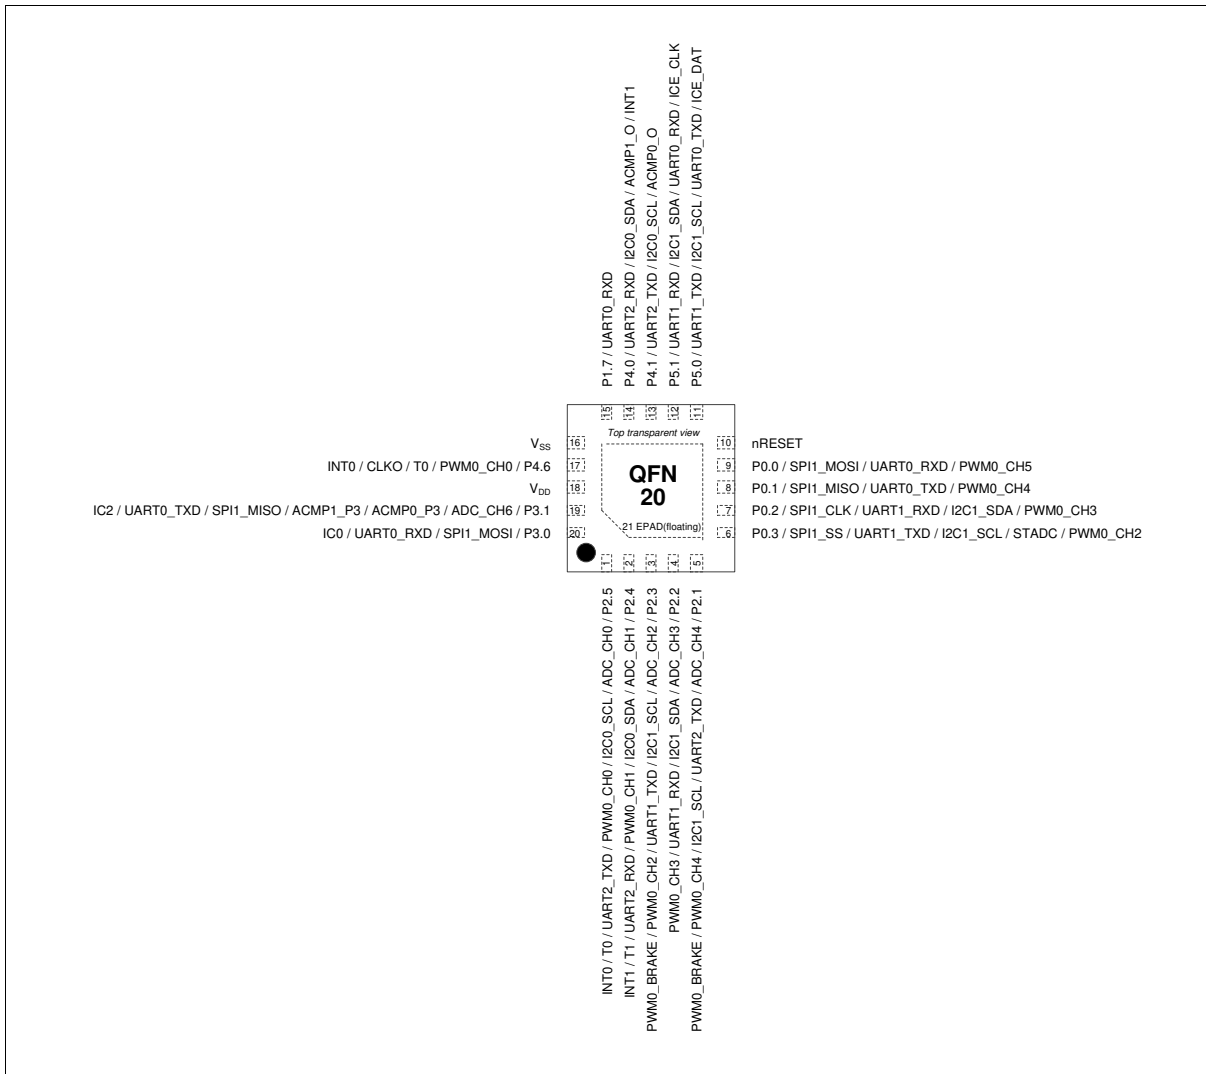 P1.7 / UART0_RXD
P4.0 / UART2_RXD / I2C0_SDA / ACMP1_O / INT1
P4.1 / UART2_TXD / I2C0_SCL / ACMP0_O
P5.1 / UART1_RXD / I2C1_SDA / UART0_RXD / ICE_CLK
P5.0 / UART1_TXD / I2C1_SCL / UART0_TXD / ICE_DAT
15
14
13
12
11
Top transparent view
VSS
16
10
nRESET
INT0 / CLKO / T0 / PWM0_CH0 / P4.6
17
9
P0.0 / SPI1_MOSI / UART0_RXD / PWM0_CH5
VDD
18
8
P0.1 / SPI1_MISO / UART0_TXD / PWM0_CH4
IC2 / UART0_TXD / SPI1_MISO / ACMP1_P3 / ACMP0_P3 / ADC_CH6 / P3.1
19
7
P0.2 / SPI1_CLK / UART1_RXD / I2C1_SDA / PWM0_CH3
IC0 / UART0_RXD / SPI1_MOSI / P3.0
20
6
P0.3 / SPI1_SS / UART1_TXD / I2C1_SCL / STADC / PWM0_CH2
QFN
20
21 EPAD(floating)
1
2
3
4
5
INT0 / T0 / UART2_TXD / PWM0_CH0 / I2C0_SCL / ADC_CH0 / P2.5
INT1 / T1 / UART2_RXD / PWM0_CH1 / I2C0_SDA / ADC_CH1 / P2.4
PWM0_BRAKE / PWM0_CH2 / UART1_TXD / I2C1_SCL / ADC_CH2 / P2.3
PWM0_CH3 / UART1_RXD / I2C1_SDA / ADC_CH3 / P2.2
PWM0_BRAKE / PWM0_CH4 / I2C1_SCL / UART2_TXD / ADC_CH4 / P2.1